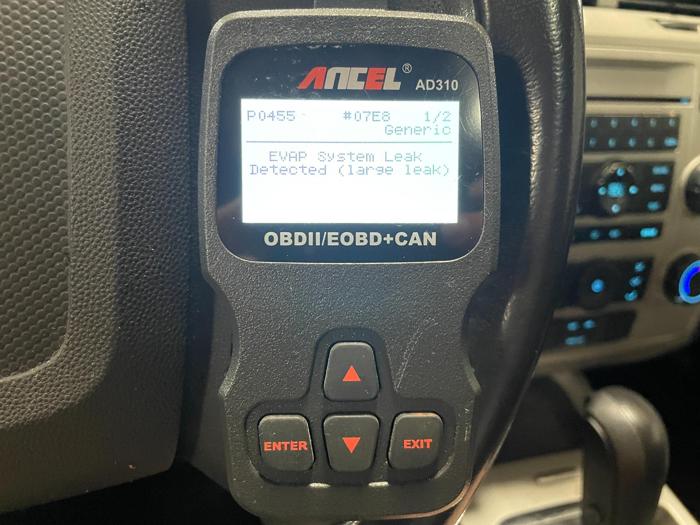 ANCEL® AD310
P0455 #07E8 1/2
Generic
EVAP System Leak
Detected (large leak)
OBDII/EOBD+CAN
ENTER
EXIT